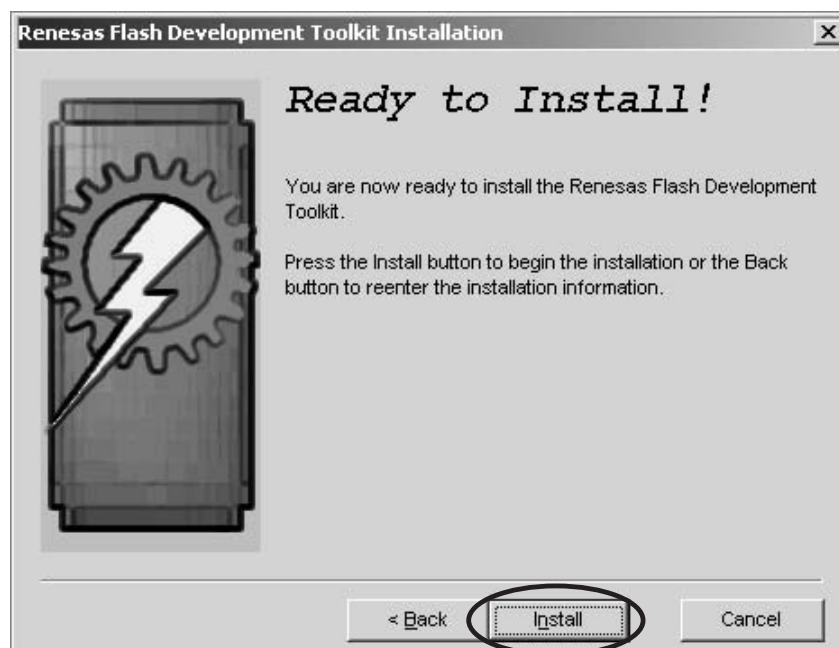 Renesas Flash Development Toolkit Installation
Ready to Install!
You are now ready to install the Renesas Flash Development
Toolkit.
Press the Install button to begin the installation or the Back
button to reenter the installation information.
< Back
Install
Cancel